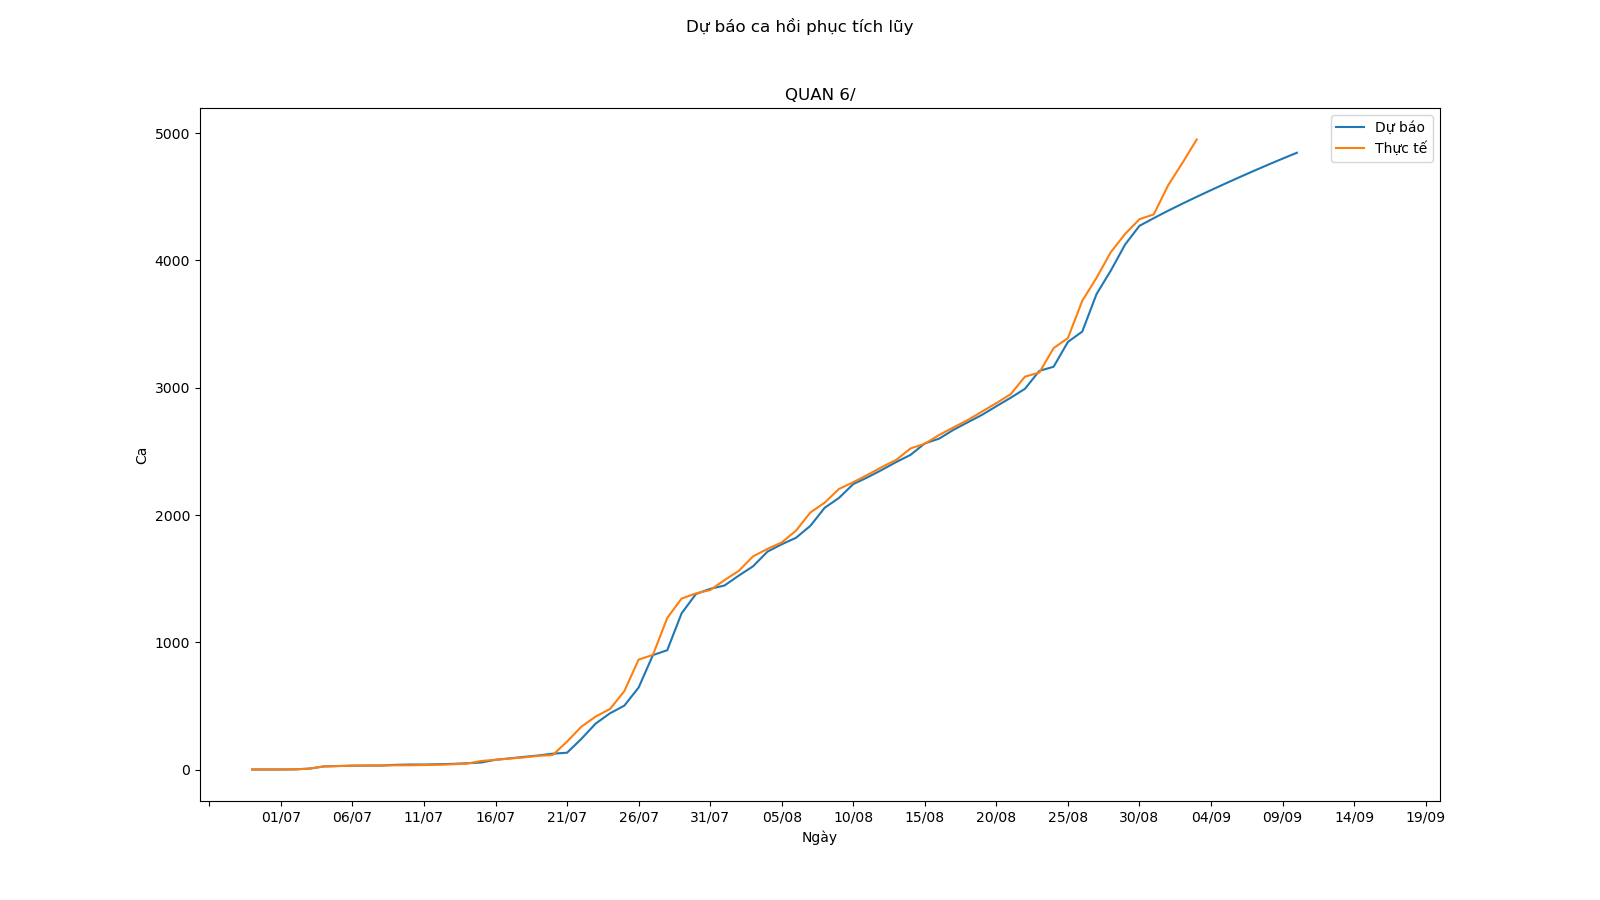 Dự báo ca hồi phục tích lũy
QUAN 6/
Dự báo
Thực tế
5000
4000
3000
2000
1000
0
Ca
01/07 06/07 11/07 16/07 21/07 26/07 31/07 05/08 10/08 15/08 20/08 25/08 30/08 04/09 09/09 14/09 19/09
Ngày